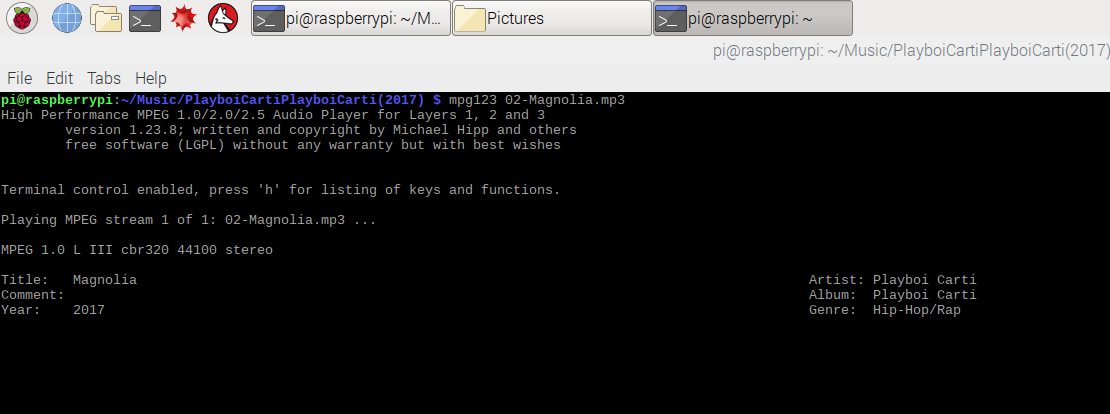 pi@raspberrypi: ~/M... Pictures pi@raspberrypi: ~
pi@raspberrypi: ~/Music/PlayboiCartiPlayboiCarti(2017)
File Edit Tabs Help
pi@raspberrypi:~/Music/PlayboiCartiPlayboiCarti(2017) $ mpg123 02-Magnolia.mp3
High Performance MPEG 1.0/2.0/2.5 Audio Player for Layers 1, 2 and 3
version 1.23.8; written and copyright by Michael Hipp and others
free software (LGPL) without any warranty but with best wishes
Terminal control enabled, press 'h' for listing of keys and functions.
Playing MPEG stream 1 of 1: 02-Magnolia.mp3 ...
MPEG 1.0 L III cbr320 44100 stereo
Title: Magnolia Artist: Playboi Carti
Comment: Album: Playboi Carti
Year: 2017 Genre: Hip-Hop/Rap